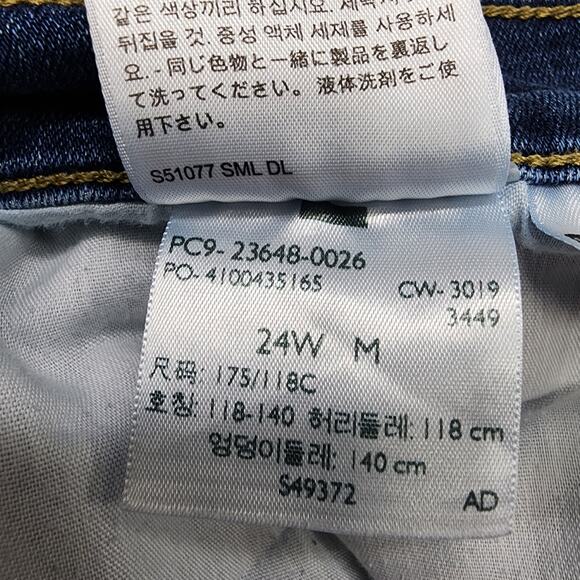 같은 색상끼리 하십시오. 세탁시
뒤집을 것. 중성 액체 세제를 사용하세
요. - 同じ色物と一緒に製品を裏返し
て洗ってください。液体洗剤をご使
用下さい。
S51077 SML DL
PC9- 23648-0026
PO- 4100435165
CW- 3019
3449
24W M
尺码: 175/118C
호칭: 118-140 허리둘레: 118 cm
엉덩이둘레: 140 cm
S49372 AD